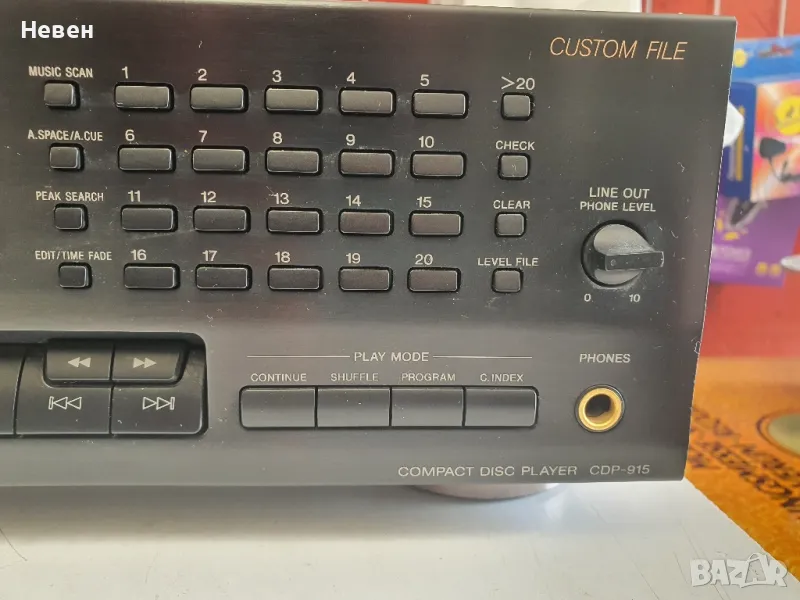 Невен
CUSTOM FILE
MUSIC SCAN 1 2 3 4 5 >20
A.SPACE/A.CUE 6 7 8 9 10 CHECK
PEAK SEARCH 11 12 13 14 15 CLEAR
EDIT/TIME FADE 16 17 18 19 20 LEVEL FILE
LINE OUT
PHONE LEVEL
0 10
PLAY MODE
CONTINUE SHUFFLE PROGRAM C.INDEX
PHONES
COMPACT DISC PLAYER CDP-915
BAZAR